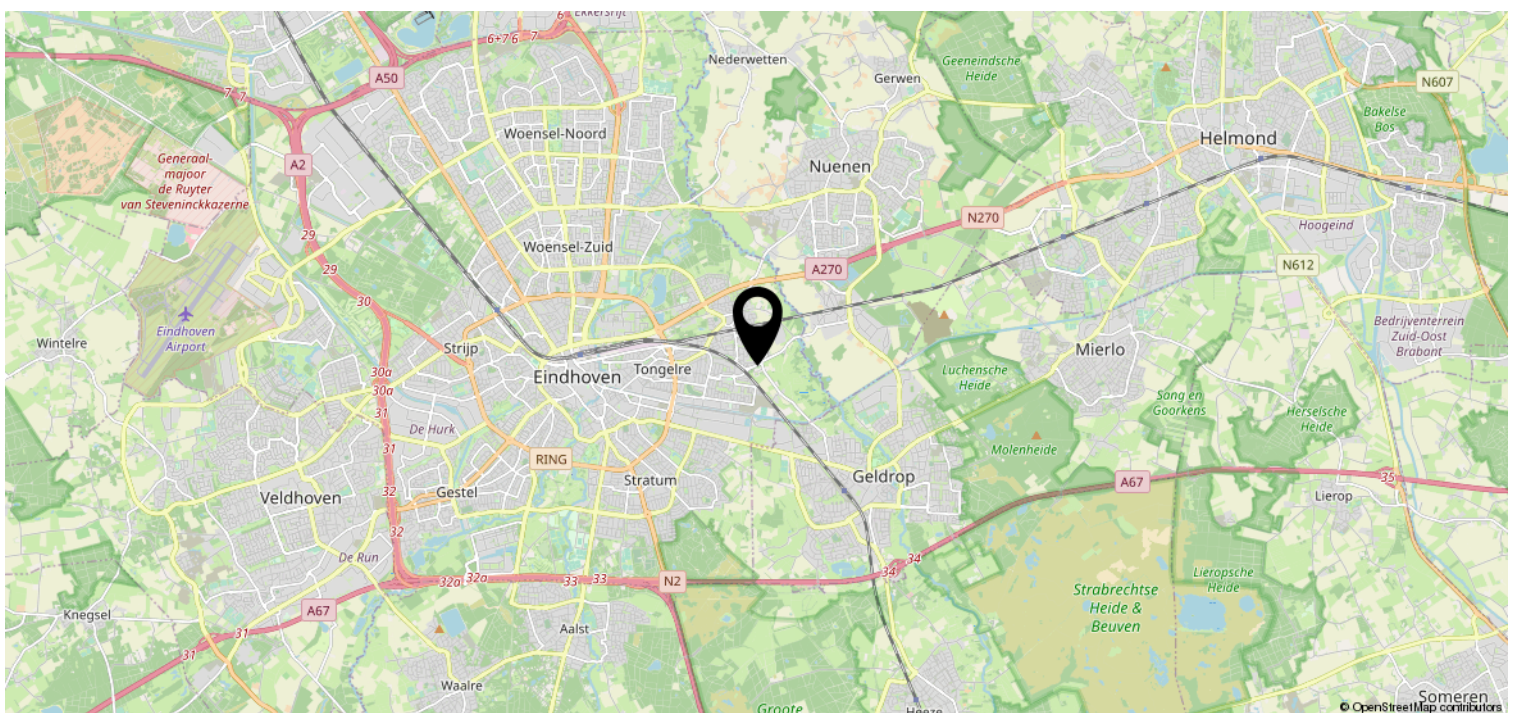 Ekkersrijt
6
6+7 6
7
Nederwetten
Geeneindsche
Heide
A50
Gerwen
N607
7
7
Bakelse
Bos
Woensel-Noord
Helmond
A2
Generaal-
majoor
de Ruyter
van Steveninckkazerne
Nuenen
N270
Hoogeind
29
Woensel-Zuid
A270
N612
29
30
Eindhoven
Airport
Wintelre
Strijp
Mierlo
Bedrijventerrein
Zuid-Oost
Brabant
30a
Eindhoven
Tongelre
Luchensche
Heide
30a
31
Sang en
Goorkens
Herselsche
Heide
De Hurk
31
Molenheide
RING
Veldhoven
32
Gestel
Stratum
Geldrop
A67
35
Lierop
32
De Run
34
34
32a
32a
33
33
N2
Strabrechtse
Heide &
Beuven
Lieropsche
Heide
Knegsel
A67
31
31
Aalst
Waalre
Groote
Heeze
Someren
© OpenStreetMap contributors